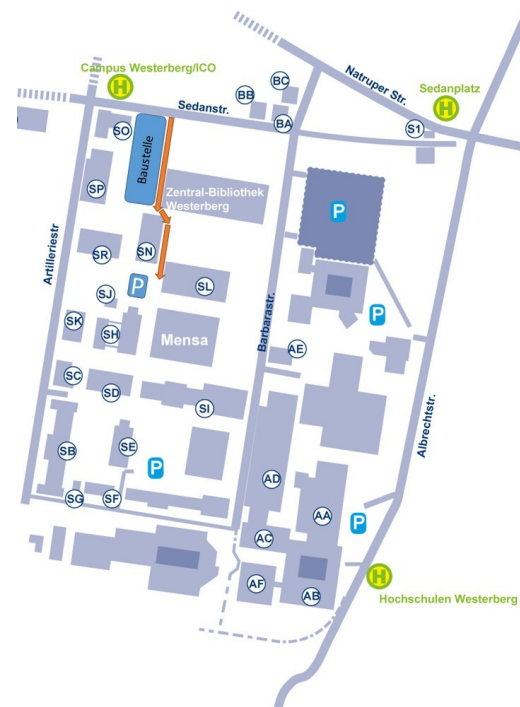 Campus Westerberg/ICO
H
BC
BB
Natruper Str.
Sedanplatz
H
Sedanstr.
SO
BA
S1
Baustelle
SP
Zentral-Bibliothek
Westerberg
P
Artilleriestr
SR
SN
P
SL
SJ
P
SK
SH
Mensa
Barbarastr.
AE
SC
SD
SI
Albrechtstr.
SB
SE
P
AD
SG
SF
AA
P
AC
H
AF
AB
Hochschulen Westerberg